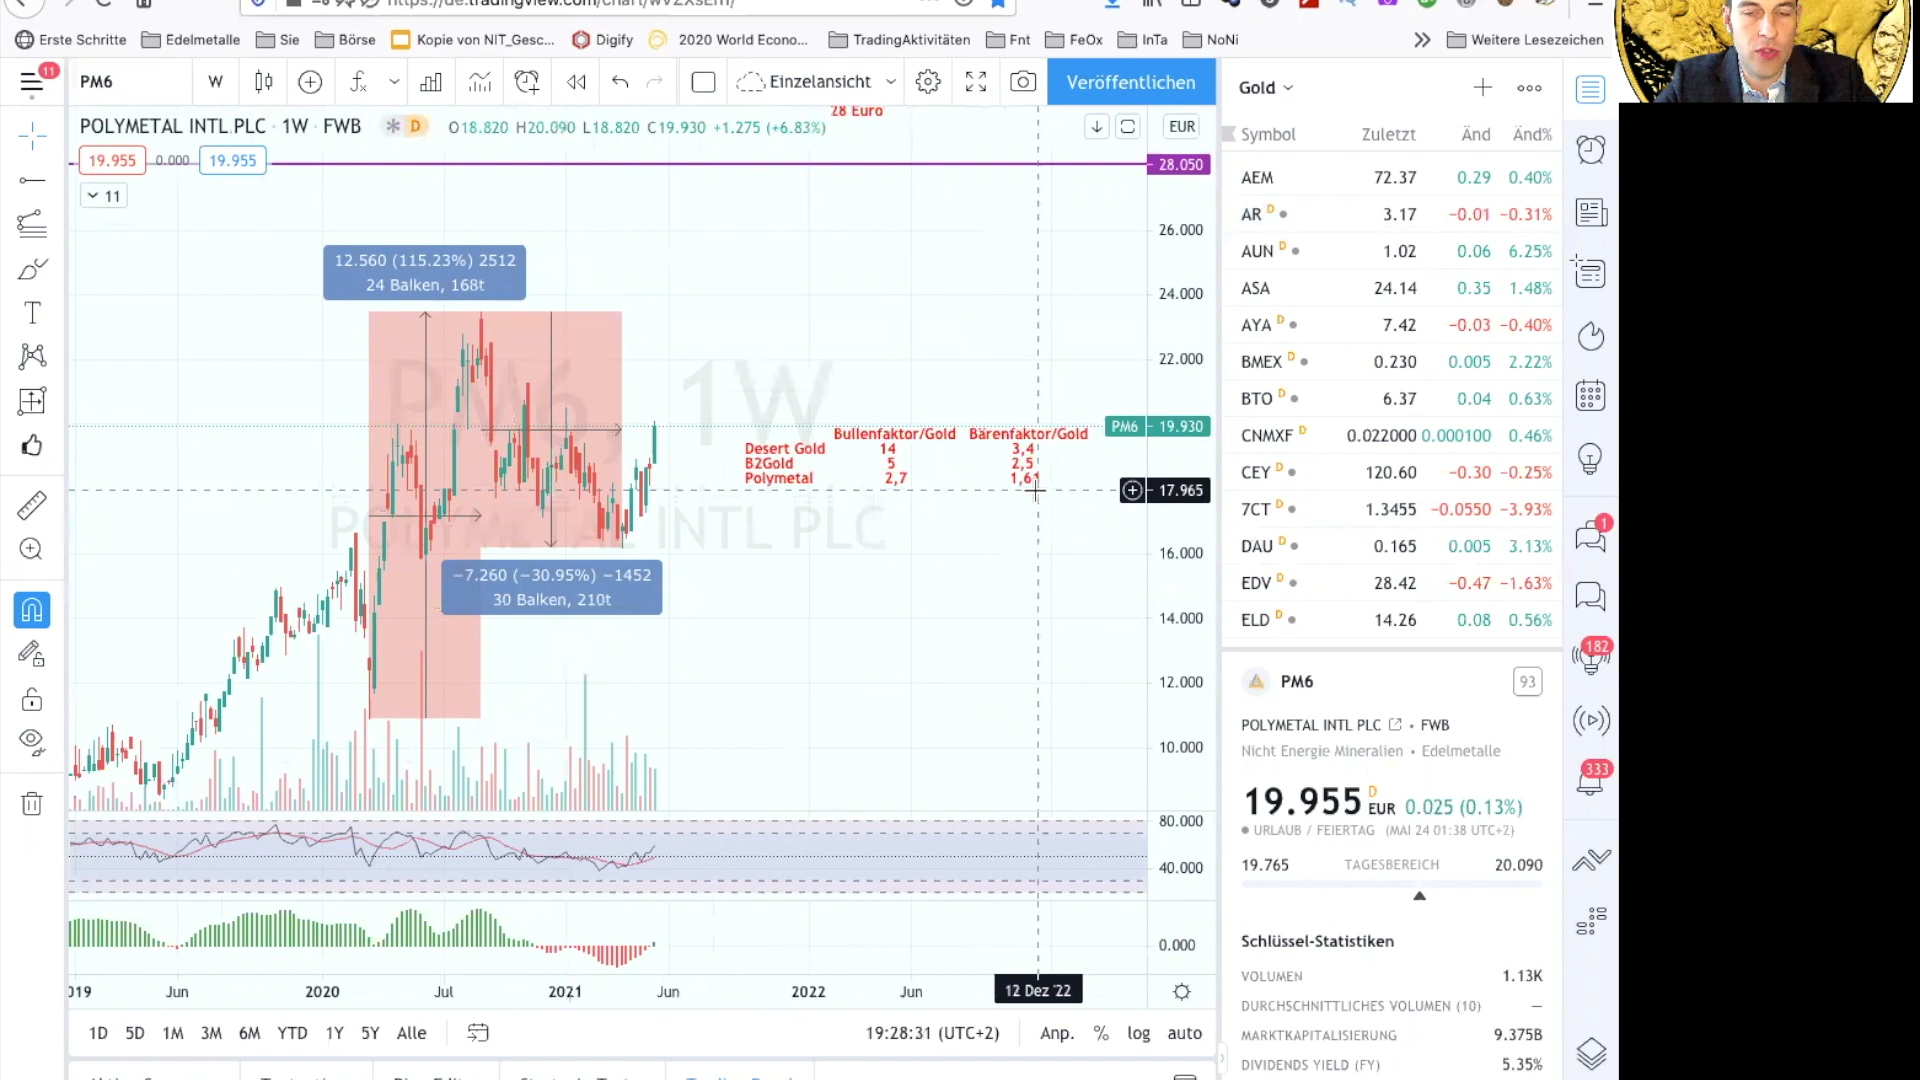 Erste Schritte Edelmetalle Sie Börse Kopie von NIT_Gesc... Digify 2020 World Econo... TradingAktivitäten Fnt FeOx InTa NoNi Weitere Lesezeichen
11
PM6 W Einzelansicht Veröffentlichen
28 Euro
POLYMETAL INTL PLC · 1W · FWB D O18.820 H20.090 L18.820 C19.930 +1.275 (+6.83%) EUR
19.955 0.000 19.955
11
28.050
26.000
24.000
22.000
PM6 19.930
17.965
16.000
14.000
12.000
10.000
80.000
40.000
0.000
12.560 (115.23%) 2512
24 Balken, 168t
PM6, 1W
POLYMETAL INTL PLC
−7.260 (−30.95%) −1452
30 Balken, 210t
Bullenfaktor/Gold Bärenfaktor/Gold
Desert Gold 14 3,4
B2Gold 5 2,5
Polymetal 2,7 1,61
Jun 2020 Jul 2021 Jun 2022 Jun 12 Dez '22
1D 5D 1M 3M 6M YTD 1Y 5Y Alle 19:28:31 (UTC+2) Anp. % log auto
Gold
Symbol Zuletzt Änd Änd%
AEM 72.37 0.29 0.40%
AR D 3.17 −0.01 −0.31%
AUN D 1.02 0.06 6.25%
ASA 24.14 0.35 1.48%
AYA D 7.42 −0.03 −0.40%
BMEX D 0.230 0.005 2.22%
BTO D 6.37 0.04 0.63%
CNMXF D 0.022000 0.000100 0.46%
CEY D 120.60 −0.30 −0.25%
7CT D 1.3455 −0.0550 −3.93%
DAU D 0.165 0.005 3.13%
EDV D 28.42 −0.47 −1.63%
ELD D 14.26 0.08 0.56%
PM6 93
POLYMETAL INTL PLC • FWB
Nicht Energie Mineralien • Edelmetalle
19.955 D EUR 0.025 (0.13%)
URLAUB / FEIERTAG (MAI 24 01:38 UTC+2)
19.765 TAGESBEREICH 20.090
Schlüssel-Statistiken
VOLUMEN 1.13K
DURCHSCHNITTLICHES VOLUMEN (10) —
MARKTKAPITALISIERUNG 9.375B
DIVIDENDS YIELD (FY) 5.35%
1
182
333